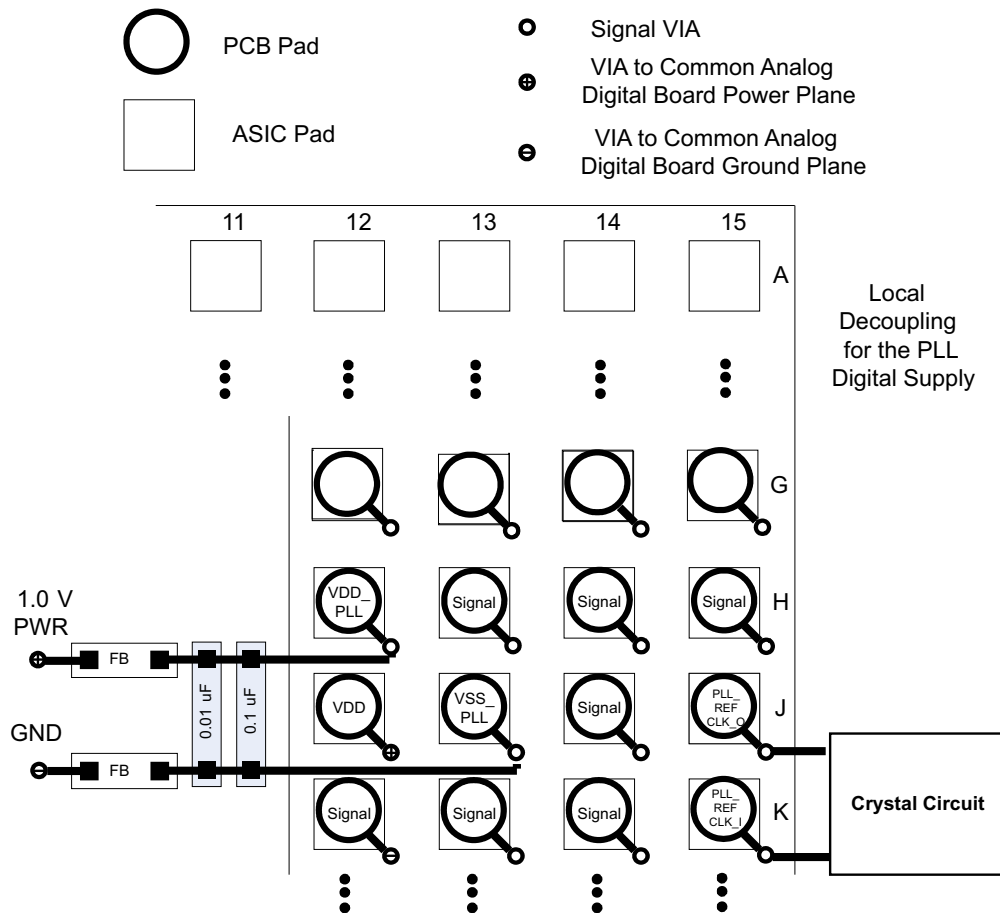 PCB Pad
Signal VIA
VIA to Common Analog
Digital Board Power Plane
ASIC Pad
VIA to Common Analog
Digital Board Ground Plane
11 12 13 14 15
A
Local
Decoupling
for the PLL
Digital Supply
G
1.0 V
PWR
VDD_
PLL
Signal
Signal
Signal
H
FB
0.01 uF
0.1 uF
GND
VDD
VSS_
PLL
Signal
PLL_
REF
CLK_O
J
FB
Signal
Signal
Signal
PLL_
REF
CLK_I
K
Crystal Circuit